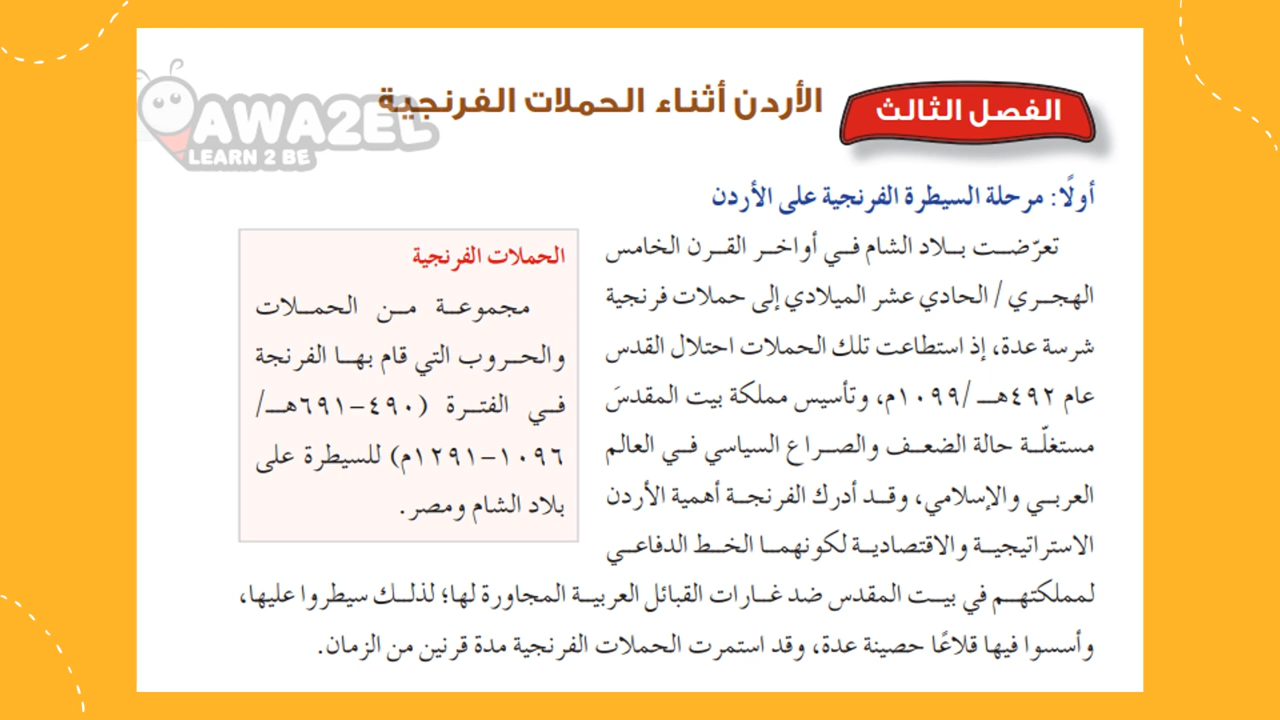 AWA2EL
LEARN 2 BE
الفصل الثالث
الأردن أثناء الحملات الفرنجية
أولًا: مرحلة السيطرة الفرنجية على الأردن
تعرّضت بلاد الشام في أواخر القرن الخامس
الهجري / الحادي عشر الميلادي إلى حملات فرنجية
شرسة عدة، إذ استطاعت تلك الحملات احتلال القدس
عام ٤٩٢هـ /١٠٩٩م، وتأسيس مملكة بيت المقدسَ
مستغلّة حالة الضعف والصراع السياسي في العالم
العربي والإسلامي، وقد أدرك الفرنجة أهمية الأردن
الاستراتيجية والاقتصادية لكونهما الخط الدفاعي
لمملكتهم في بيت المقدس ضد غارات القبائل العربية المجاورة لها؛ لذلك سيطروا عليها،
وأسسوا فيها قلاعًا حصينة عدة، وقد استمرت الحملات الفرنجية مدة قرنين من الزمان.
الحملات الفرنجية
مجموعة من الحملات
والحروب التي قام بها الفرنجة
في الفترة (٤٩٠-٦٩١هـ/
١٠٩٦-١٢٩١م) للسيطرة على
بلاد الشام ومصر.